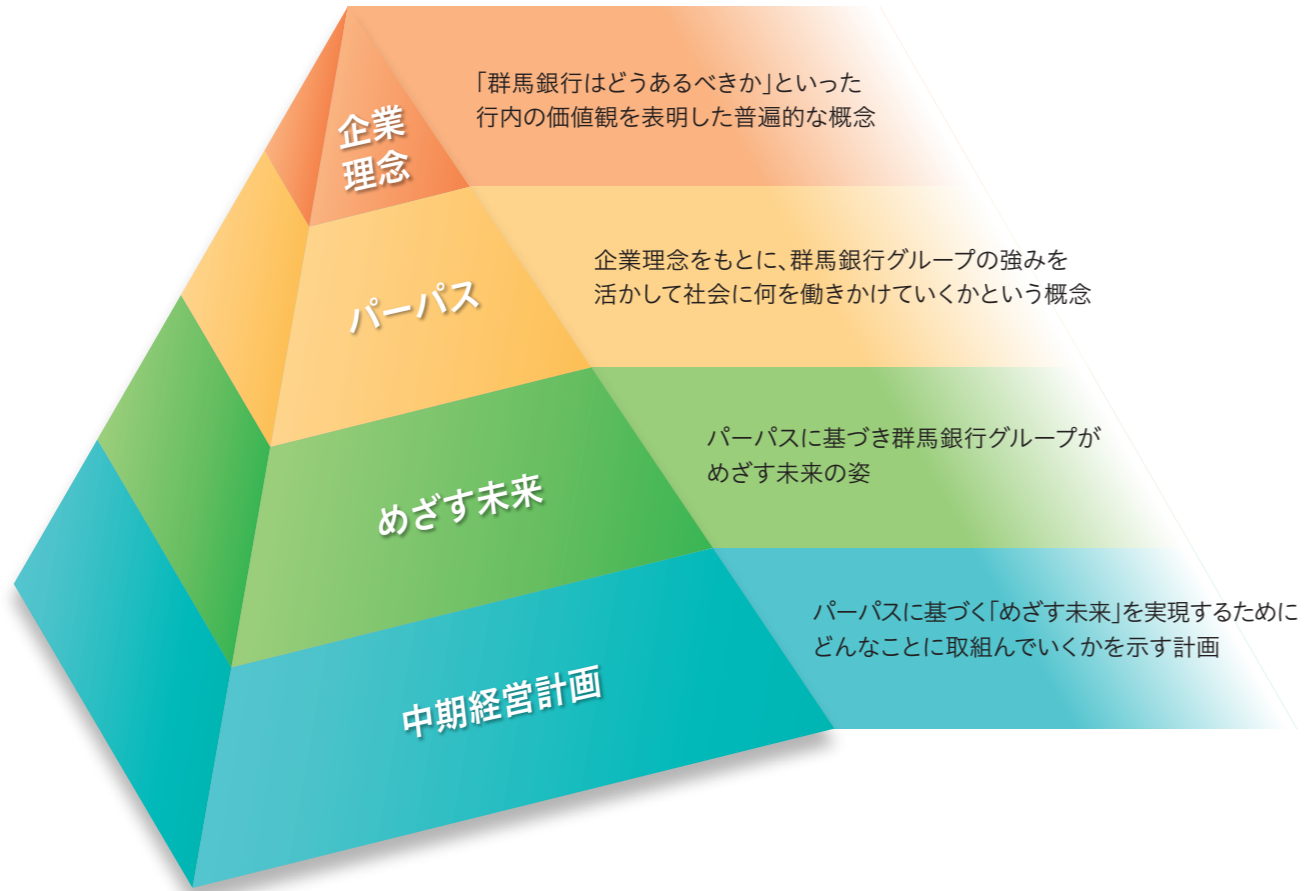 企業
理念
「群馬銀行はどうあるべきか」といった
行内の価値観を表明した普遍的な概念
パーパス
企業理念をもとに、群馬銀行グループの強みを
活かして社会に何を働きかけていくかという概念
めざす未来
パーパスに基づき群馬銀行グループが
めざす未来の姿
中期経営計画
パーパスに基づく「めざす未来」を実現するために
どんなことに取組んでいくかを示す計画